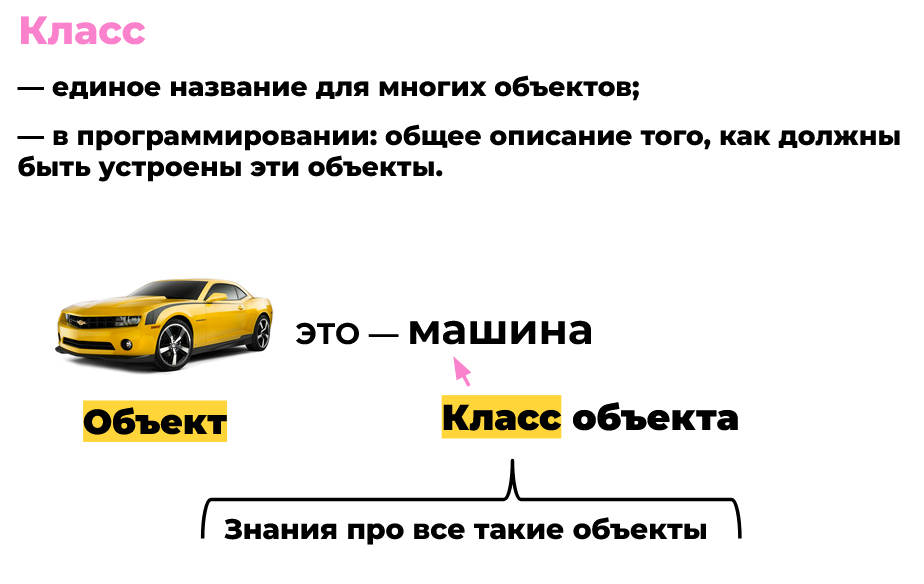 Класс
— единое название для многих объектов;
— в программировании: общее описание того, как должны
быть устроены эти объекты.
это — машина
Объект
Класс объекта
Знания про все такие объекты